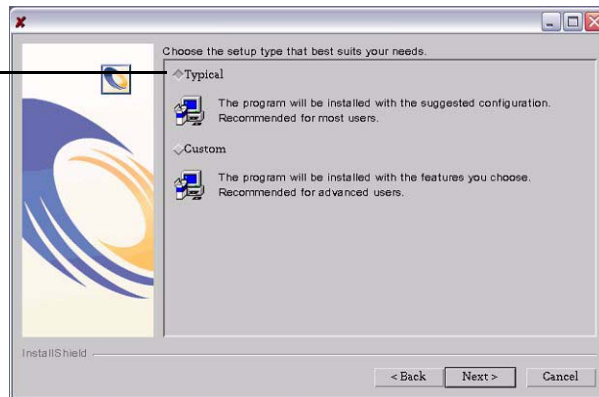 Choose the setup type that best suits your needs.
Typical
The program will be installed with the suggested configuration.
Recommended for most users.
Custom
The program will be installed with the features you choose.
Recommended for advanced users.
InstallShield
< Back
Next >
Cancel